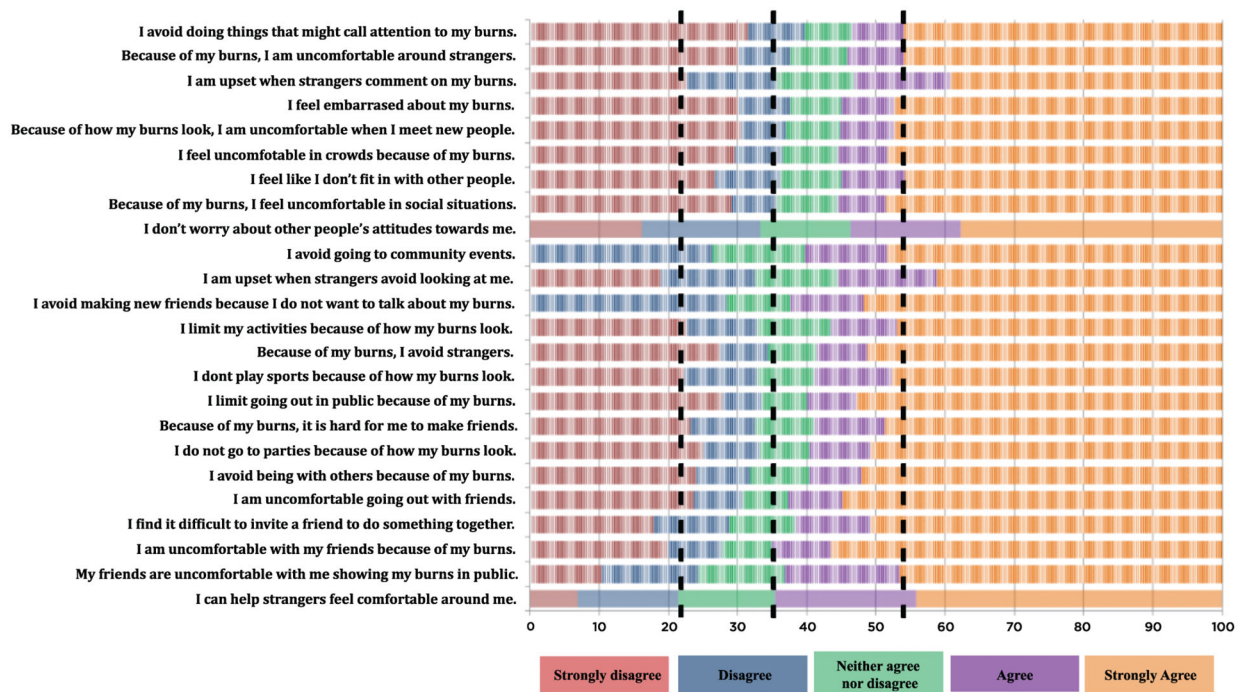 I avoid doing things that might call attention to my burns.
Because of my burns, I am uncomfortable around strangers.
I am upset when strangers comment on my burns.
I feel embarrased about my burns.
Because of how my burns look, I am uncomfortable when I meet new people.
I feel uncomfotable in crowds because of my burns.
I feel like I don't fit in with other people.
Because of my burns, I feel uncomfortable in social situations.
I don't worry about other people's attitudes towards me.
I avoid going to community events.
I am upset when strangers avoid looking at me.
I avoid making new friends because I do not want to talk about my burns.
I limit my activities because of how my burns look.
Because of my burns, I avoid strangers.
I dont play sports because of how my burns look.
I limit going out in public because of my burns.
Because of my burns, it is hard for me to make friends.
I do not go to parties because of how my burns look.
I avoid being with others because of my burns.
I am uncomfortable going out with friends.
I find it difficult to invite a friend to do something together.
I am uncomfortable with my friends because of my burns.
My friends are uncomfortable with me showing my burns in public.
I can help strangers feel comfortable around me.
0 10 20 30 40 50 60 70 80 90 100
Strongly disagree
Disagree
Neither agree
nor disagree
Agree
Strongly Agree